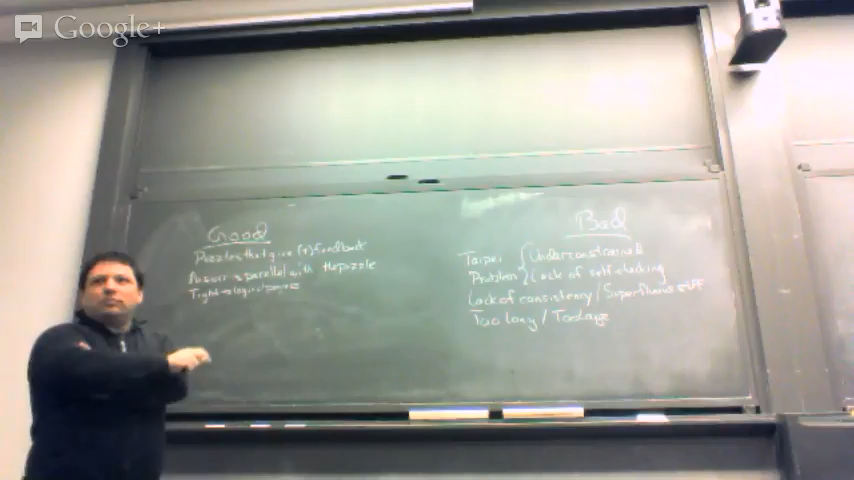 Google+
Good
Puzzles that give (+) feedback
Answer is parallel with the puzzle
Tight
Bad
Taipei { Underconstrained
Problem { Lack of self-checking
Lack of consistency / Superfluous stuff
Too long / Too large